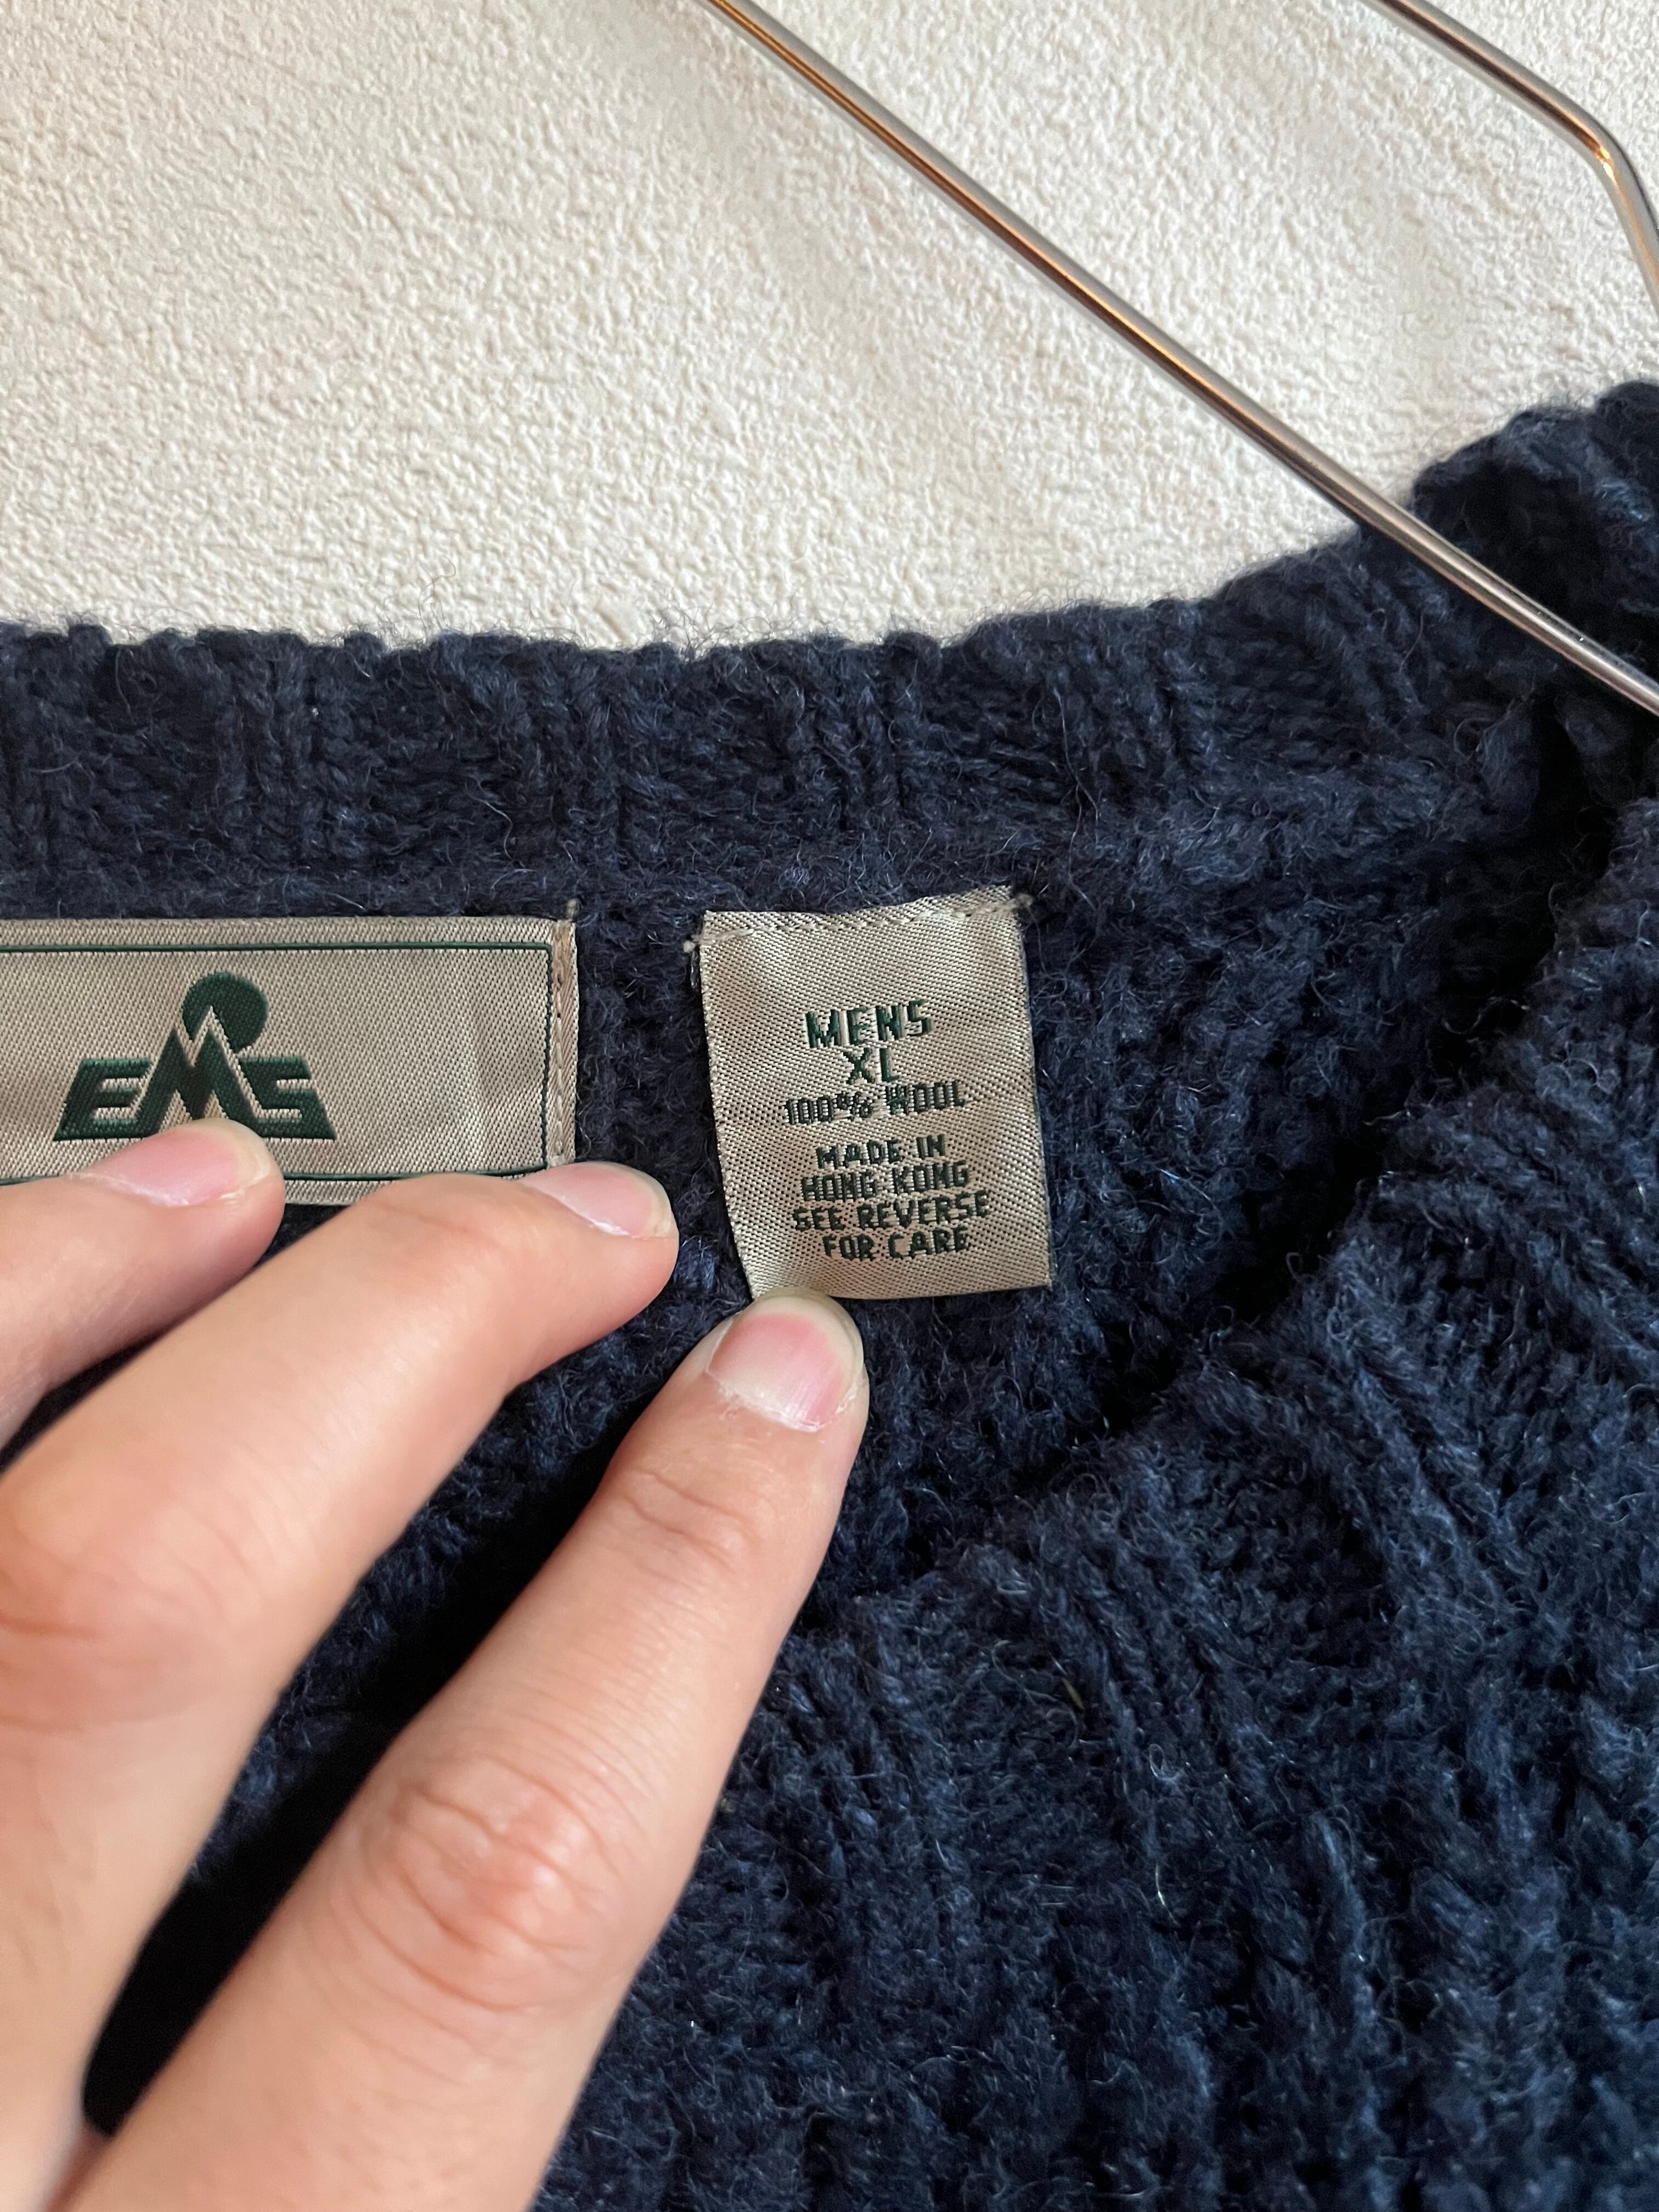 EMS
MENS
XL
100% WOOL
MADE IN
HONG KONG
SEE REVERSE
FOR CARE